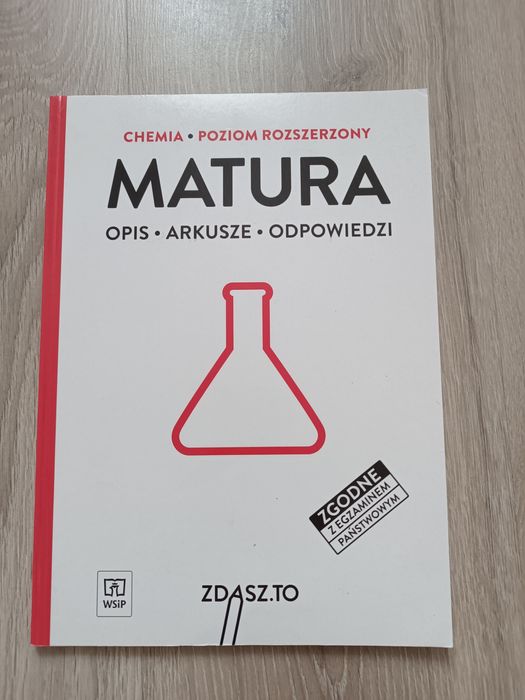 CHEMIA • POZIOM ROZSZERZONY
MATURA
OPIS • ARKUSZE • ODPOWIEDZI
ZGODNE
Z EGZAMINEM
PAŃSTWOWYM
WSiP
ZDASZ.TO